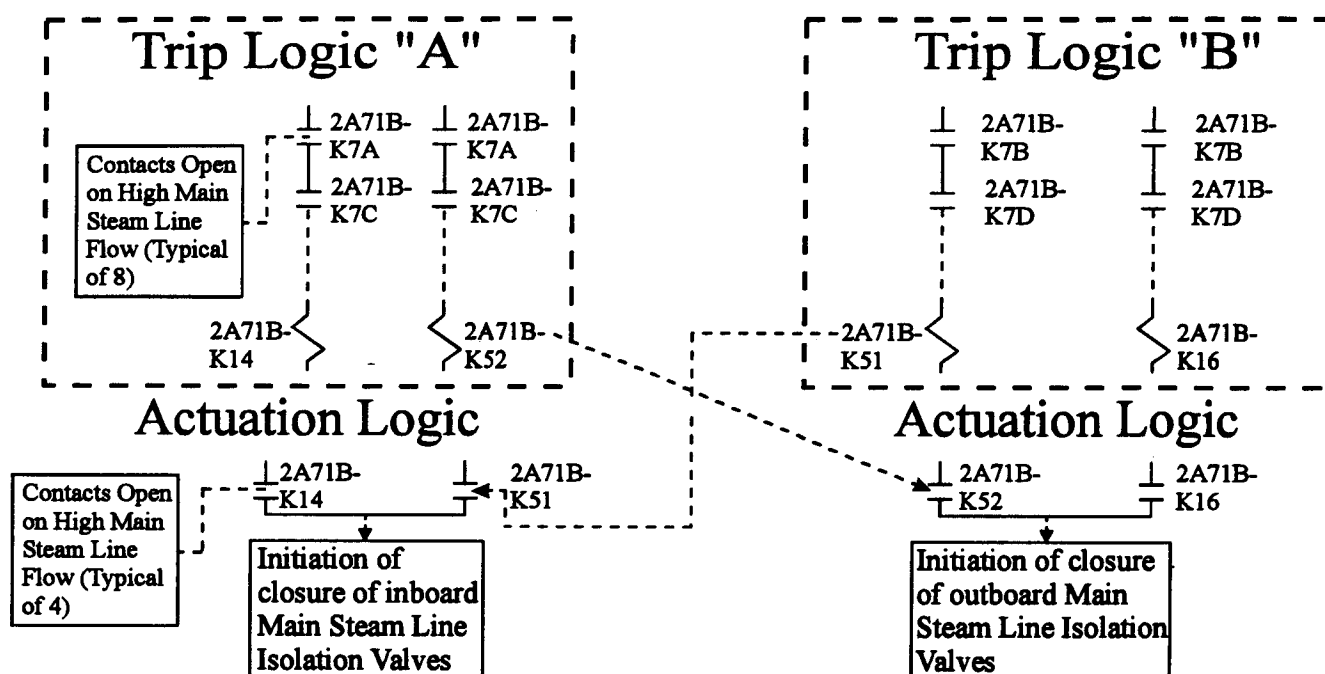 Trip Logic "A"
Trip Logic "B"
2A71B-
K7A
2A71B-
K7A
2A71B-
K7B
2A71B-
K7B
Contacts Open
on High Main
Steam Line
Flow (Typical
of 8)
2A71B-
K7C
2A71B-
K7C
2A71B-
K7D
2A71B-
K7D
2A71B-
K14
2A71B-
K52
2A71B-
K51
2A71B-
K16
Actuation Logic
Actuation Logic
Contacts Open
on High Main
Steam Line
Flow (Typical
of 4)
2A71B-
K14
2A71B-
K51
2A71B-
K52
2A71B-
K16
Initiation of
closure of inboard
Main Steam Line
Isolation Valves
Initiation of closure
of outboard Main
Steam Line Isolation
Valves